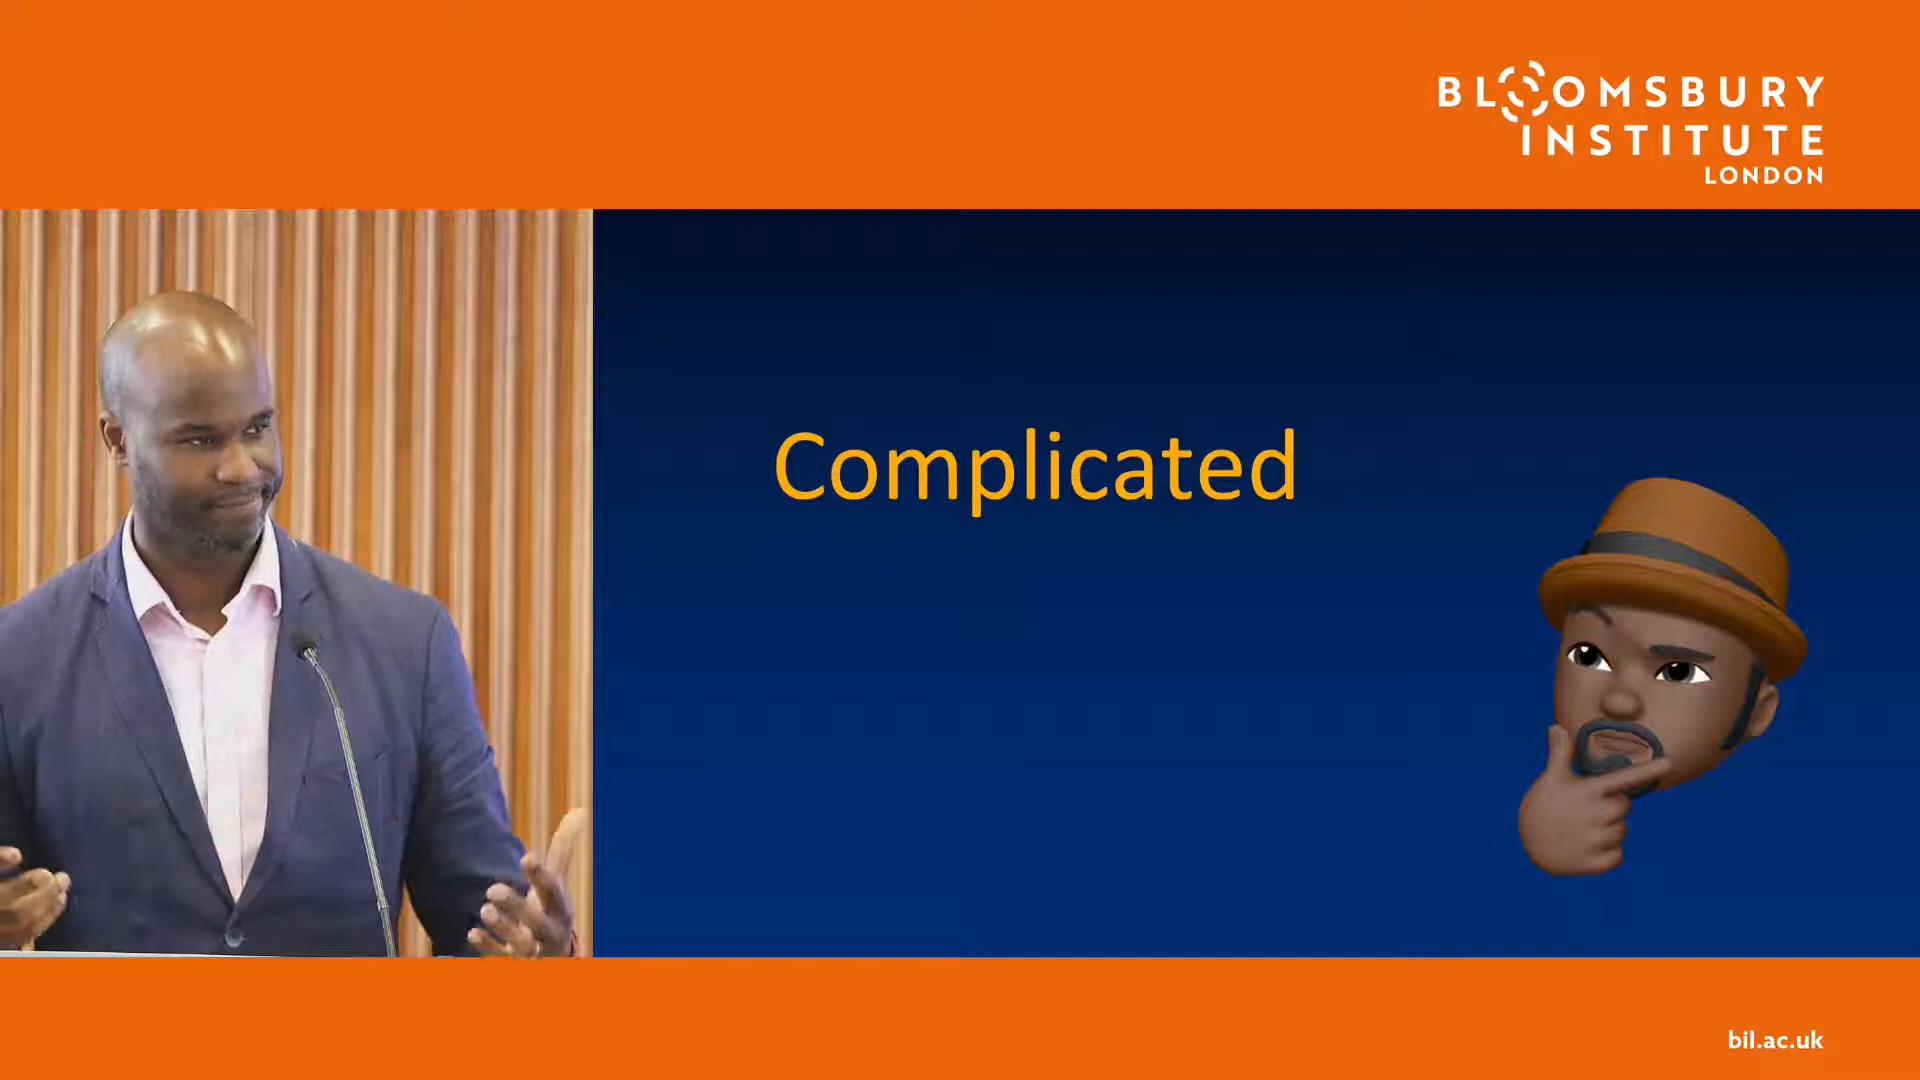 BLOOMSBURY
INSTITUTE
LONDON
Complicated
bil.ac.uk